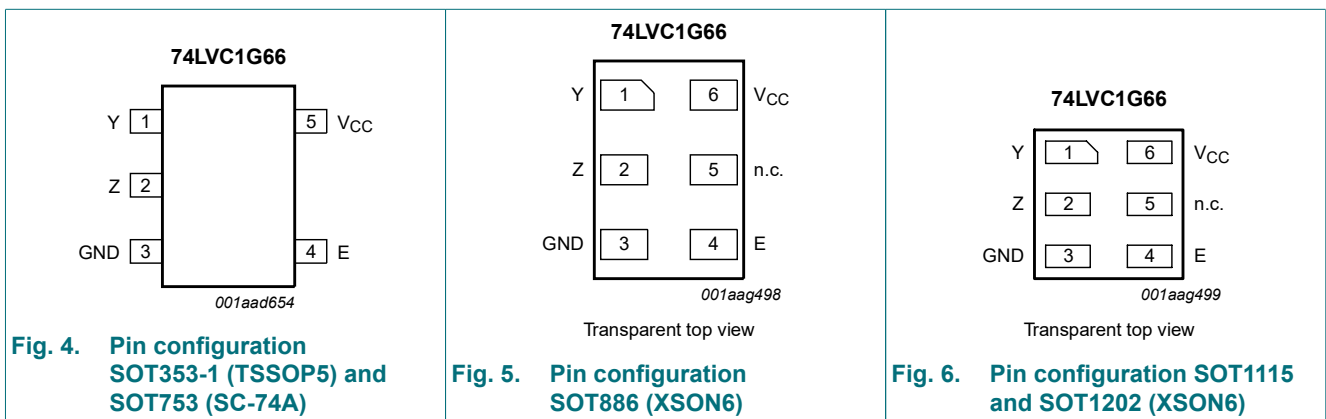 74LVC1G66
Y 1
5 VCC
Z 2
GND 3
4 E
001aad654
Fig. 4. Pin configuration
SOT353-1 (TSSOP5) and
SOT753 (SC-74A)
74LVC1G66
Y 1
6 VCC
Z 2
5 n.c.
GND 3
4 E
001aag498
Transparent top view
Fig. 5. Pin configuration
SOT886 (XSON6)
74LVC1G66
Y 1
6 VCC
Z 2
5 n.c.
GND 3
4 E
001aag499
Transparent top view
Fig. 6. Pin configuration SOT1115
and SOT1202 (XSON6)